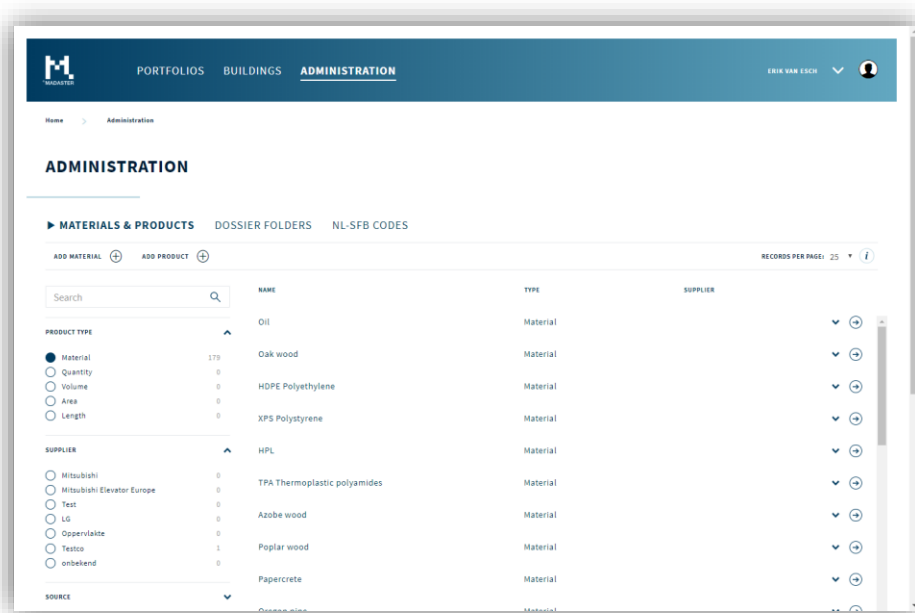 M.
MADASTER
PORTFOLIOS BUILDINGS ADMINISTRATION
ERIK VAN ESCH
Home > Administration
ADMINISTRATION
MATERIALS & PRODUCTS DOSSIER FOLDERS NL-SFB CODES
ADD MATERIAL ADD PRODUCT RECORDS PER PAGE: 25 i
Search NAME TYPE SUPPLIER
PRODUCT TYPE
Material 179
Quantity 0
Volume 0
Area 0
Length 0
SUPPLIER
Mitsubishi 0
Mitsubishi Elevator Europe 0
Test 0
LG 0
Oppervlakte 0
Testco 1
onbekend 0
SOURCE
Oil Material
Oak wood Material
HDPE Polyethylene Material
XPS Polystyrene Material
HPL Material
TPA Thermoplastic polyamides Material
Azobe wood Material
Poplar wood Material
Papercrete Material
Oregon pine Material